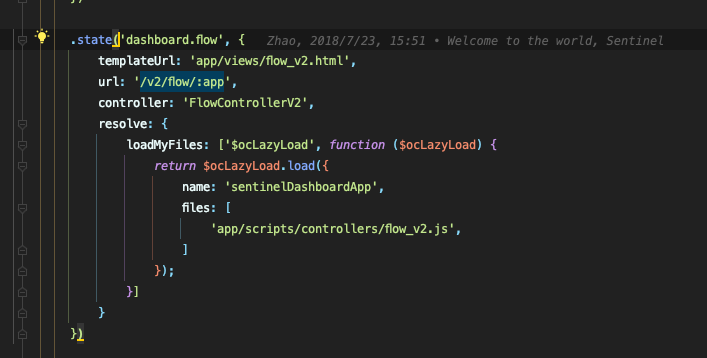 .state('dashboard.flow', { Zhao, 2018/7/23, 15:51 • Welcome to the world, Sentinel
templateUrl: 'app/views/flow_v2.html',
url: '/v2/flow/:app',
controller: 'FlowControllerV2',
resolve: {
loadMyFiles: ['$ocLazyLoad', function ($ocLazyLoad) {
return $ocLazyLoad.load({
name: 'sentinelDashboardApp',
files: [
'app/scripts/controllers/flow_v2.js',
]
});
}]
}
})